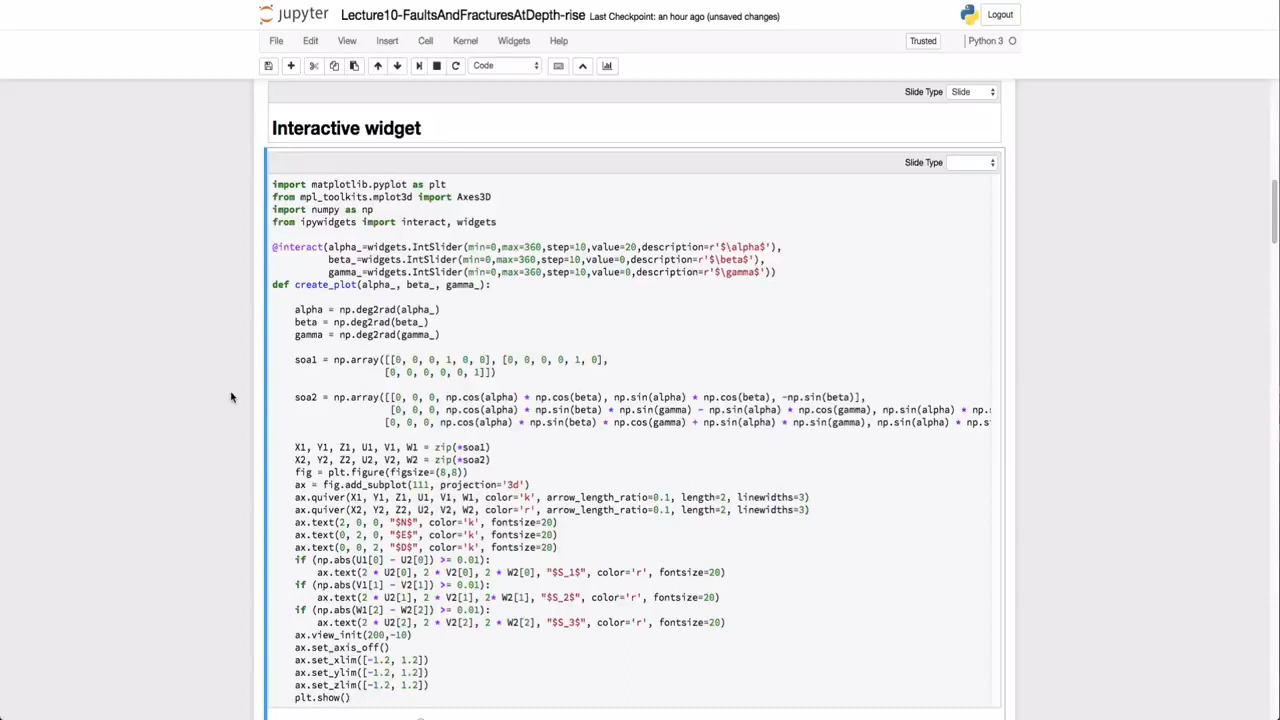 jupyter Lecture10-FaultsAndFracturesAtDepth-rise Last Checkpoint: an hour ago (unsaved changes) Logout
File Edit View Insert Cell Kernel Widgets Help Trusted Python 3
Code
Slide Type Slide
Interactive widget
Slide Type
import matplotlib.pyplot as plt
from mpl_toolkits.mplot3d import Axes3D
import numpy as np
from ipywidgets import interact, widgets
@interact(alpha_=widgets.IntSlider(min=0,max=360,step=10,value=20,description=r'$\alpha$'),
beta_=widgets.IntSlider(min=0,max=360,step=10,value=0,description=r'$\beta$'),
gamma_=widgets.IntSlider(min=0,max=360,step=10,value=0,description=r'$\gamma$'))
def create_plot(alpha_, beta_, gamma_):
alpha = np.deg2rad(alpha_)
beta = np.deg2rad(beta_)
gamma = np.deg2rad(gamma_)
soa1 = np.array([[0, 0, 0, 1, 0, 0], [0, 0, 0, 0, 1, 0],
[0, 0, 0, 0, 0, 1]])
soa2 = np.array([[0, 0, 0, np.cos(alpha) * np.cos(beta), np.sin(alpha) * np.cos(beta), -np.sin(beta)],
[0, 0, 0, np.cos(alpha) * np.sin(beta) * np.sin(gamma) - np.sin(alpha) * np.cos(gamma), np.sin(alpha) * np.s
[0, 0, 0, np.cos(alpha) * np.sin(beta) * np.cos(gamma) + np.sin(alpha) * np.sin(gamma), np.sin(alpha) * np.s
X1, Y1, Z1, U1, V1, W1 = zip(*soa1)
X2, Y2, Z2, U2, V2, W2 = zip(*soa2)
fig = plt.figure(figsize=(8,8))
ax = fig.add_subplot(111, projection='3d')
ax.quiver(X1, Y1, Z1, U1, V1, W1, color='k', arrow_length_ratio=0.1, length=2, linewidths=3)
ax.quiver(X2, Y2, Z2, U2, V2, W2, color='r', arrow_length_ratio=0.1, length=2, linewidths=3)
ax.text(2, 0, 0, "$N$", color='k', fontsize=20)
ax.text(0, 2, 0, "$E$", color='k', fontsize=20)
ax.text(0, 0, 2, "$D$", color='k', fontsize=20)
if (np.abs(U1[0] - U2[0]) >= 0.01):
ax.text(2 * U2[0], 2 * V2[0], 2 * W2[0], "$S_1$", color='r', fontsize=20)
if (np.abs(V1[1] - V2[1]) >= 0.01):
ax.text(2 * U2[1], 2 * V2[1], 2* W2[1], "$S_2$", color='r', fontsize=20)
if (np.abs(W1[2] - W2[2]) >= 0.01):
ax.text(2 * U2[2], 2 * V2[2], 2 * W2[2], "$S_3$", color='r', fontsize=20)
ax.view_init(200,-10)
ax.set_axis_off()
ax.set_xlim([-1.2, 1.2])
ax.set_ylim([-1.2, 1.2])
ax.set_zlim([-1.2, 1.2])
plt.show()